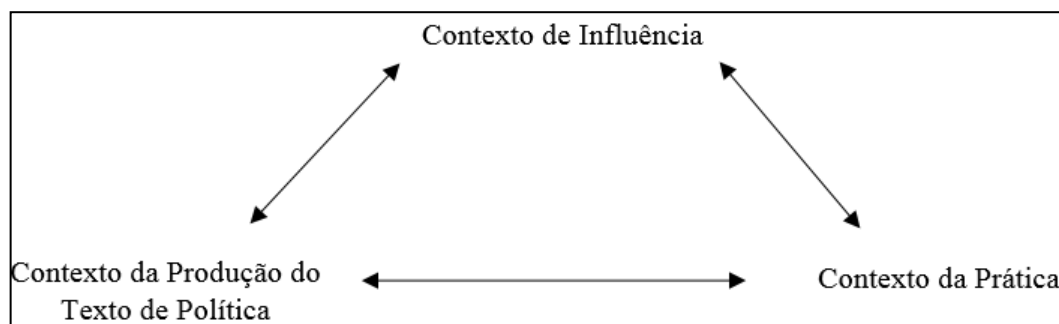 Contexto de Influência
Contexto da Produção do
Texto de Política
Contexto da Prática